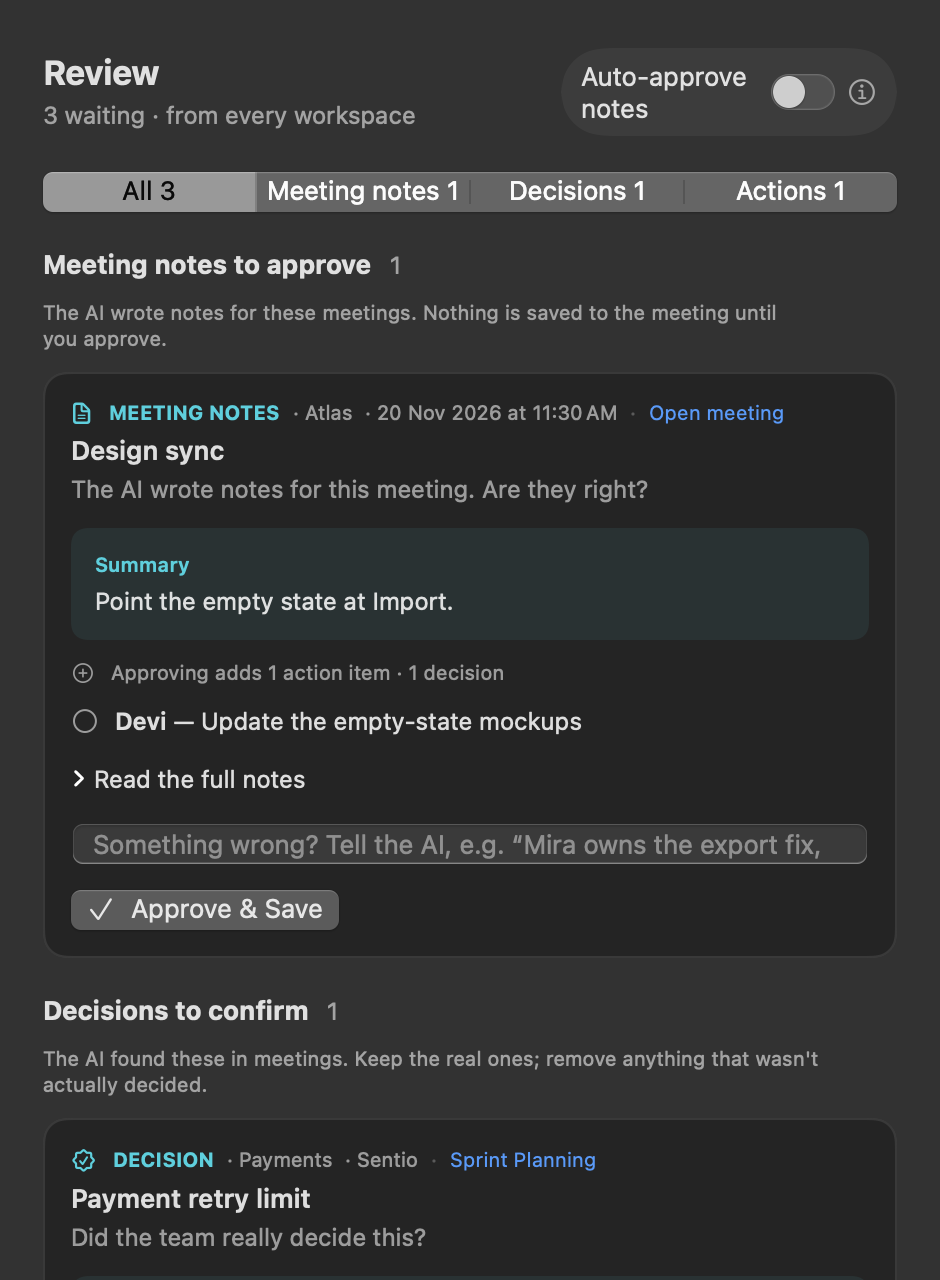 Review
3 waiting · from every workspace
Auto-approve
notes
All 3
Meeting notes 1
Decisions 1
Actions 1
Meeting notes to approve 1
The AI wrote notes for these meetings. Nothing is saved to the meeting until
you approve.
MEETING NOTES · Atlas · 20 Nov 2026 at 11:30 AM · Open meeting
Design sync
The AI wrote notes for this meeting. Are they right?
Summary
Point the empty state at Import.
Approving adds 1 action item · 1 decision
Devi — Update the empty-state mockups
Read the full notes
Something wrong? Tell the AI, e.g. “Mira owns the export fix,
Approve & Save
Decisions to confirm 1
The AI found these in meetings. Keep the real ones; remove anything that wasn't
actually decided.
DECISION · Payments · Sentio · Sprint Planning
Payment retry limit
Did the team really decide this?